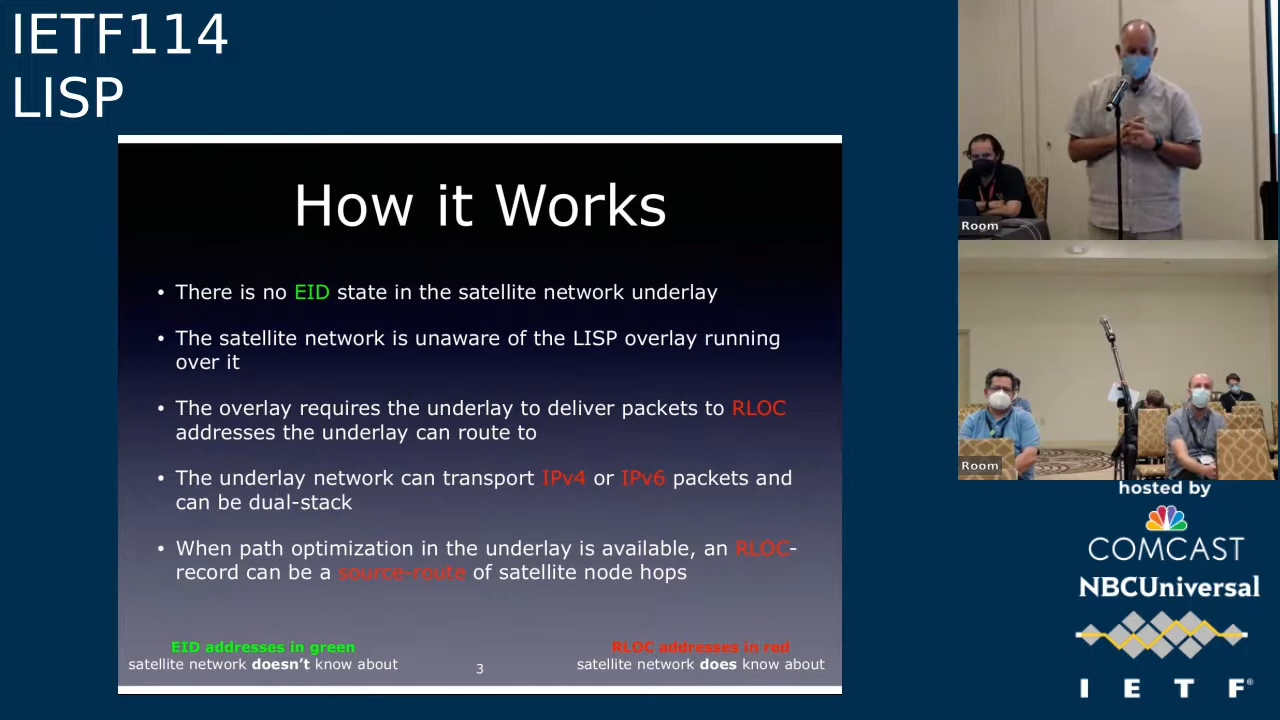 IETF114
LISP
How it Works
• There is no EID state in the satellite network underlay
• The satellite network is unaware of the LISP overlay running
over it
• The overlay requires the underlay to deliver packets to RLOC
addresses the underlay can route to
• The underlay network can transport IPv4 or IPv6 packets and
can be dual-stack
• When path optimization in the underlay is available, an RLOC-
record can be a source-route of satellite node hops
EID addresses in green
satellite network doesn't know about
3
RLOC addresses in red
satellite network does know about
Room
Room
hosted by
COMCAST
NBCUniversal
I E T F®